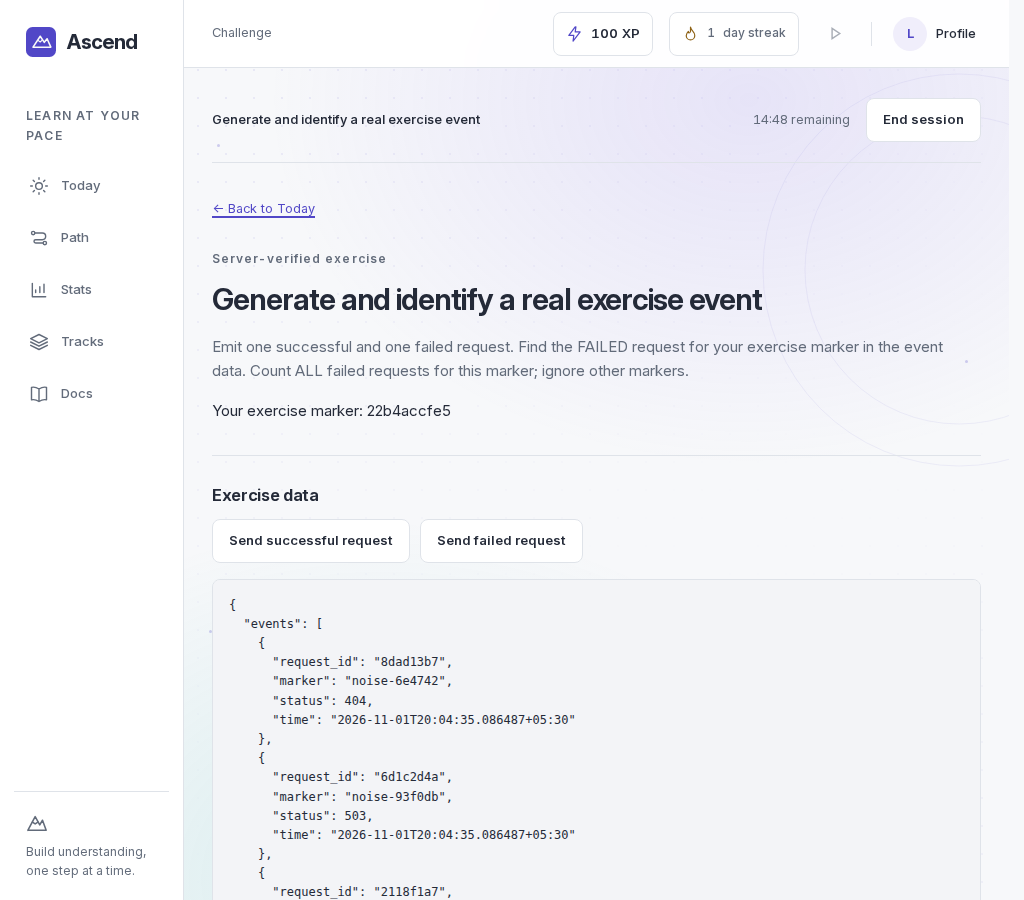 Ascend
LEARN AT YOUR
PACE
Today
Path
Stats
Tracks
Docs
Build understanding,
one step at a time.
Challenge
100 XP
1 day streak
L
Profile
Generate and identify a real exercise event
14:48 remaining
End session
← Back to Today
Server-verified exercise
Generate and identify a real exercise event
Emit one successful and one failed request. Find the FAILED request for your exercise marker in the event
data. Count ALL failed requests for this marker; ignore other markers.
Your exercise marker: 22b4accfe5
Exercise data
Send successful request
Send failed request
{
  "events": [
    {
      "request_id": "8dad13b7",
      "marker": "noise-6e4742",
      "status": 404,
      "time": "2026-11-01T20:04:35.086487+05:30"
    },
    {
      "request_id": "6d1c2d4a",
      "marker": "noise-93f0db",
      "status": 503,
      "time": "2026-11-01T20:04:35.086487+05:30"
    },
    {
      "request_id": "2118f1a7",